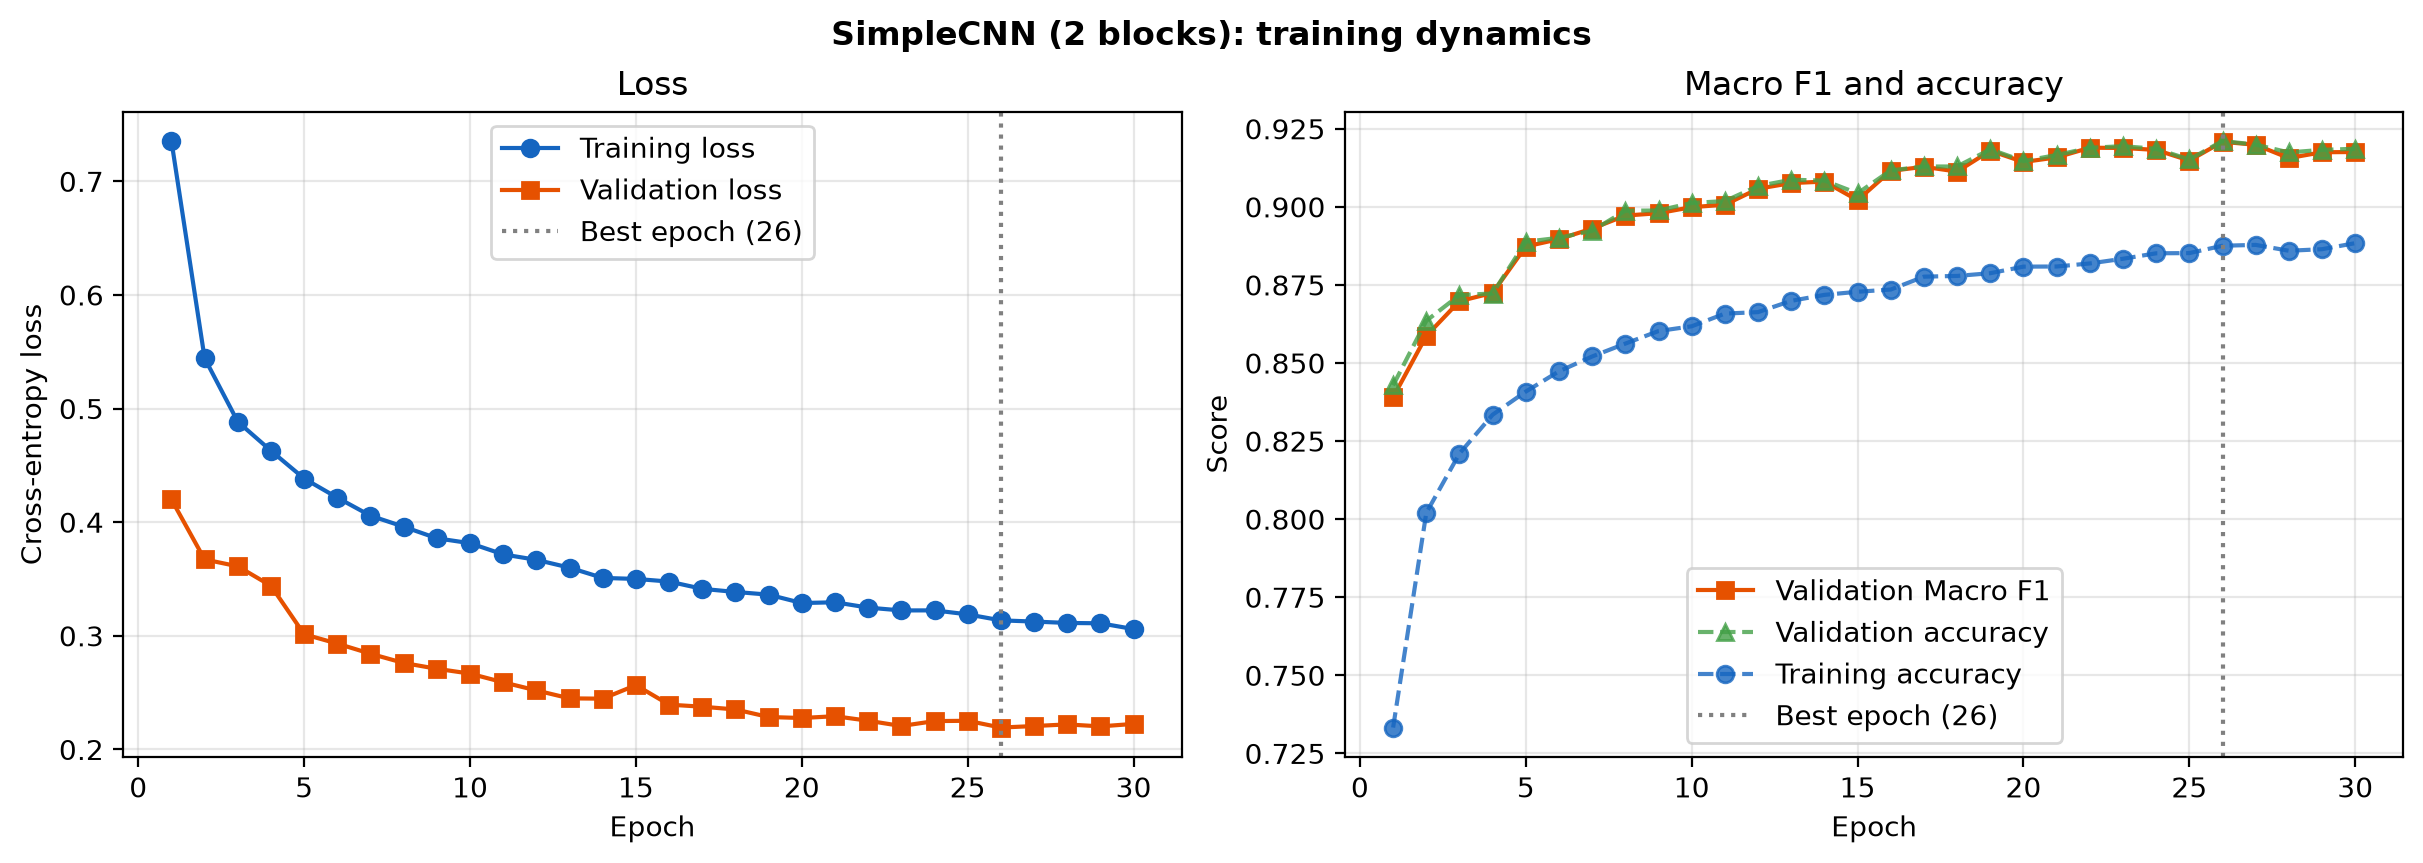 SimpleCNN (2 blocks): training dynamics
Loss
Cross-entropy loss
0.7
0.6
0.5
0.4
0.3
0.2
Training loss
Validation loss
Best epoch (26)
0 5 10 15 20 25 30
Epoch
Macro F1 and accuracy
Score
0.925
0.900
0.875
0.850
0.825
0.800
0.775
0.750
0.725
Validation Macro F1
Validation accuracy
Training accuracy
Best epoch (26)
0 5 10 15 20 25 30
Epoch